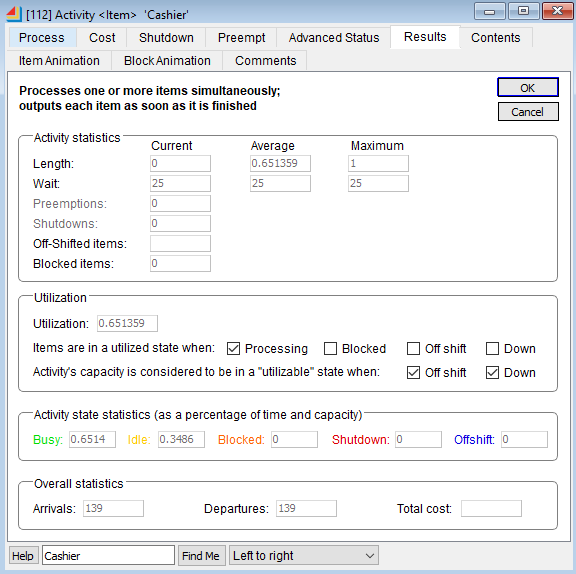 [112] Activity <Item> 'Cashier'
Process Cost Shutdown Preempt Advanced Status Results Contents
Item Animation Block Animation Comments
Processes one or more items simultaneously;
outputs each item as soon as it is finished
OK
Cancel
Activity statistics
Current Average Maximum
Length: 0 0.651359 1
Wait: 25 25 25
Preemptions: 0
Shutdowns: 0
Off-Shifted items:
Blocked items: 0
Utilization
Utilization: 0.651359
Items are in a utilized state when: Processing Blocked Off shift Down
Activity's capacity is considered to be in a "utilizable" state when: Off shift Down
Activity state statistics (as a percentage of time and capacity)
Busy: 0.6514 Idle: 0.3486 Blocked: 0 Shutdown: 0 Offshift: 0
Overall statistics
Arrivals: 139 Departures: 139 Total cost:
Help Cashier Find Me Left to right